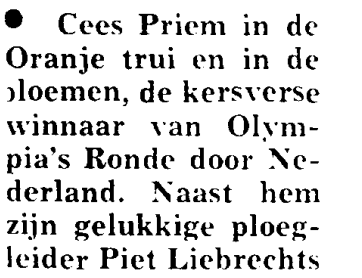 ● Cees Priem in de
Oranje trui en in de
bloemen, de kersverse
winnaar van Olym-
pia's Ronde door Ne-
derland. Naast hem
zijn gelukkige ploeg-
leider Piet Liebrechts